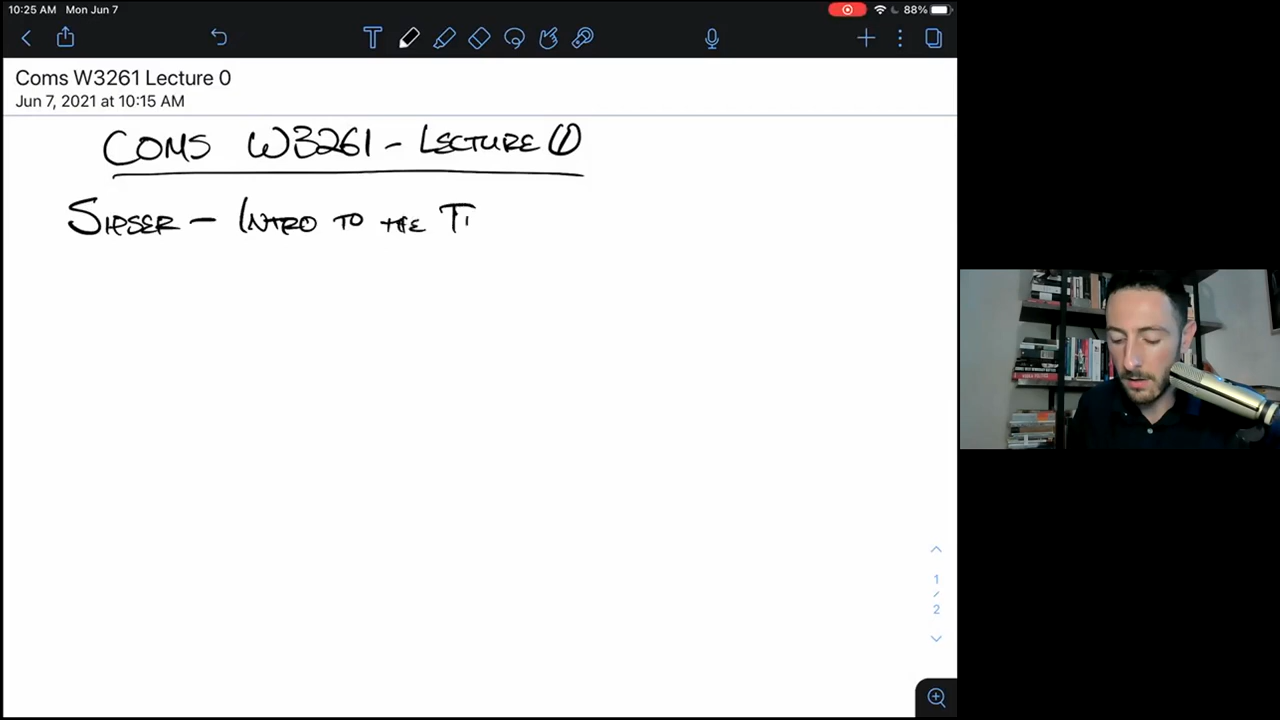 10:25 AM Mon Jun 7
88%
Coms W3261 Lecture 0
Jun 7, 2021 at 10:15 AM
COMS W3261 - LECTURE 0
SIPSER - INTRO TO THE T
1
2